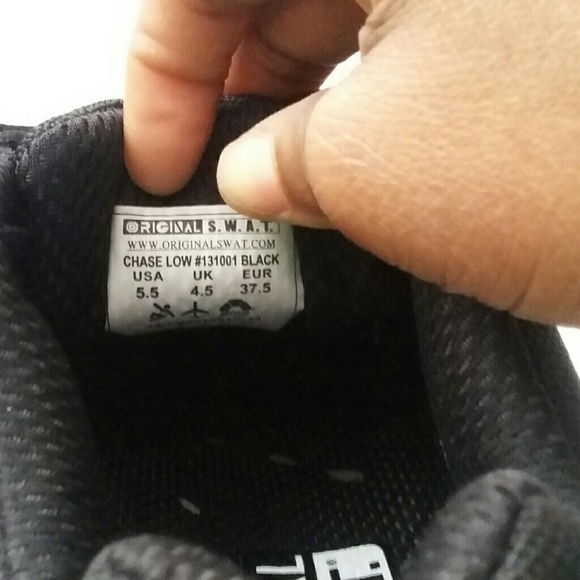 ORIGINAL S.W.A.T.
WWW.ORIGINALSWAT.COM
CHASE LOW #131001 BLACK
USA UK EUR
5.5 4.5 37.5